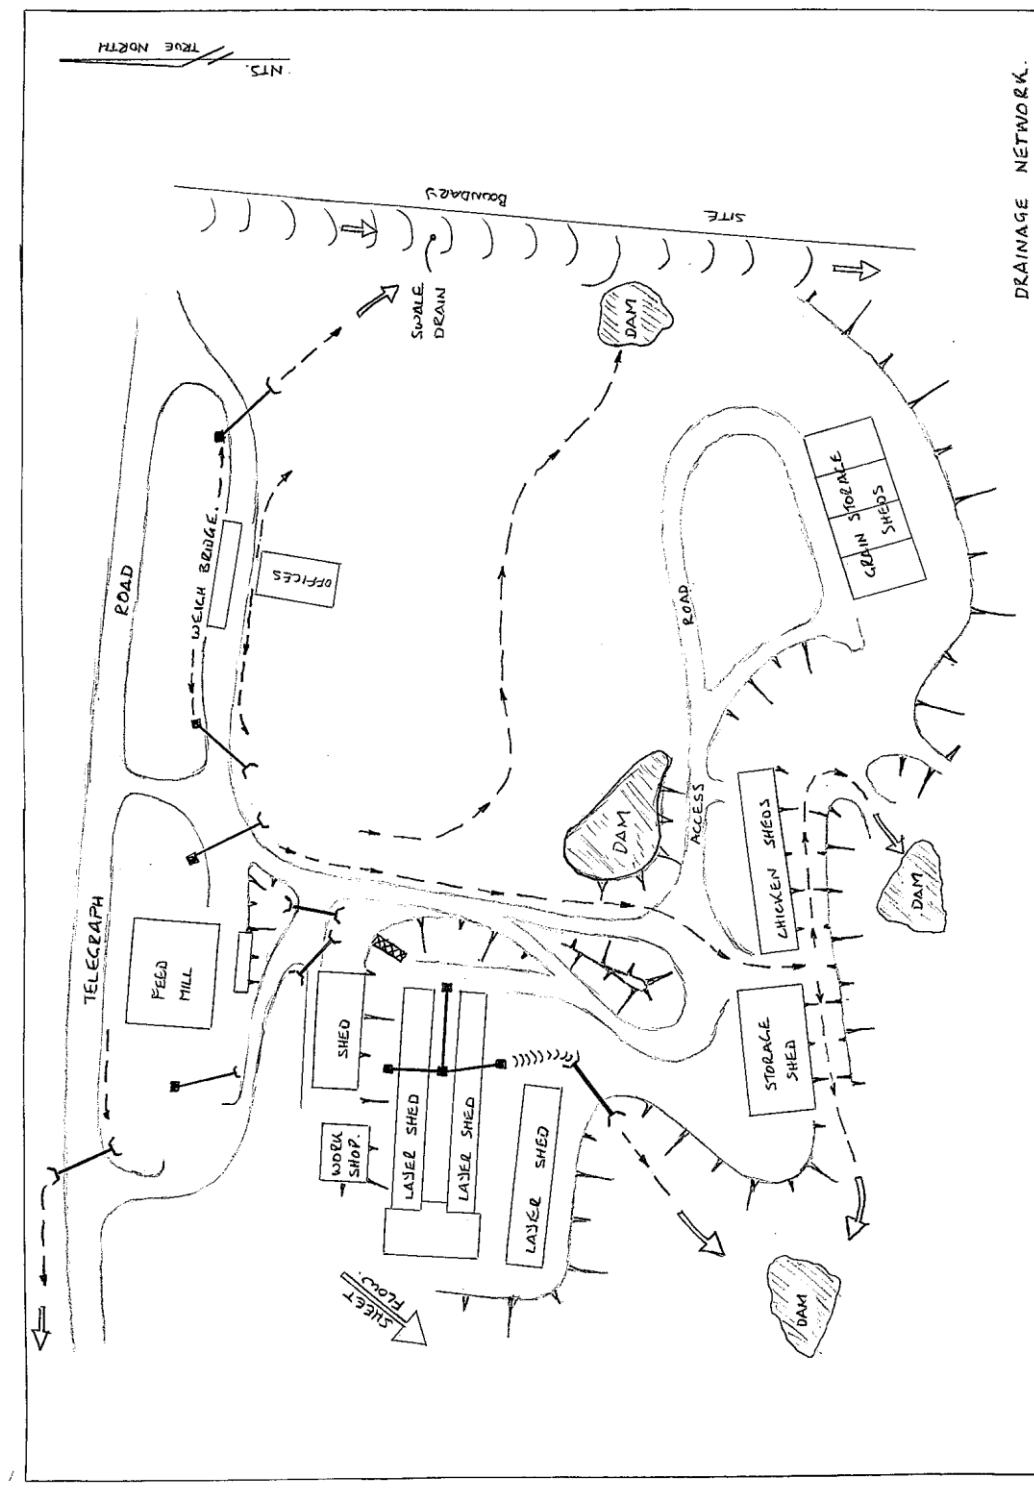 TRUE NORTH
NTS.
DRAINAGE NETWORK.
SITE
BOUNDARY
SWALE
DRAIN
DAM
ROAD
WEIGH BRIDGE.
OFFICES
GRAIN STORAGE
SHEDS
ROAD
ACCESS
DAM
CHICKEN SHEDS
DAM
TELEGRAPH
FEED
MILL
SHED
STORAGE
SHED
WORK
SHOP.
LAYER SHED
LAYER SHED
LAYER SHED
SHEET
FLOW.
DAM